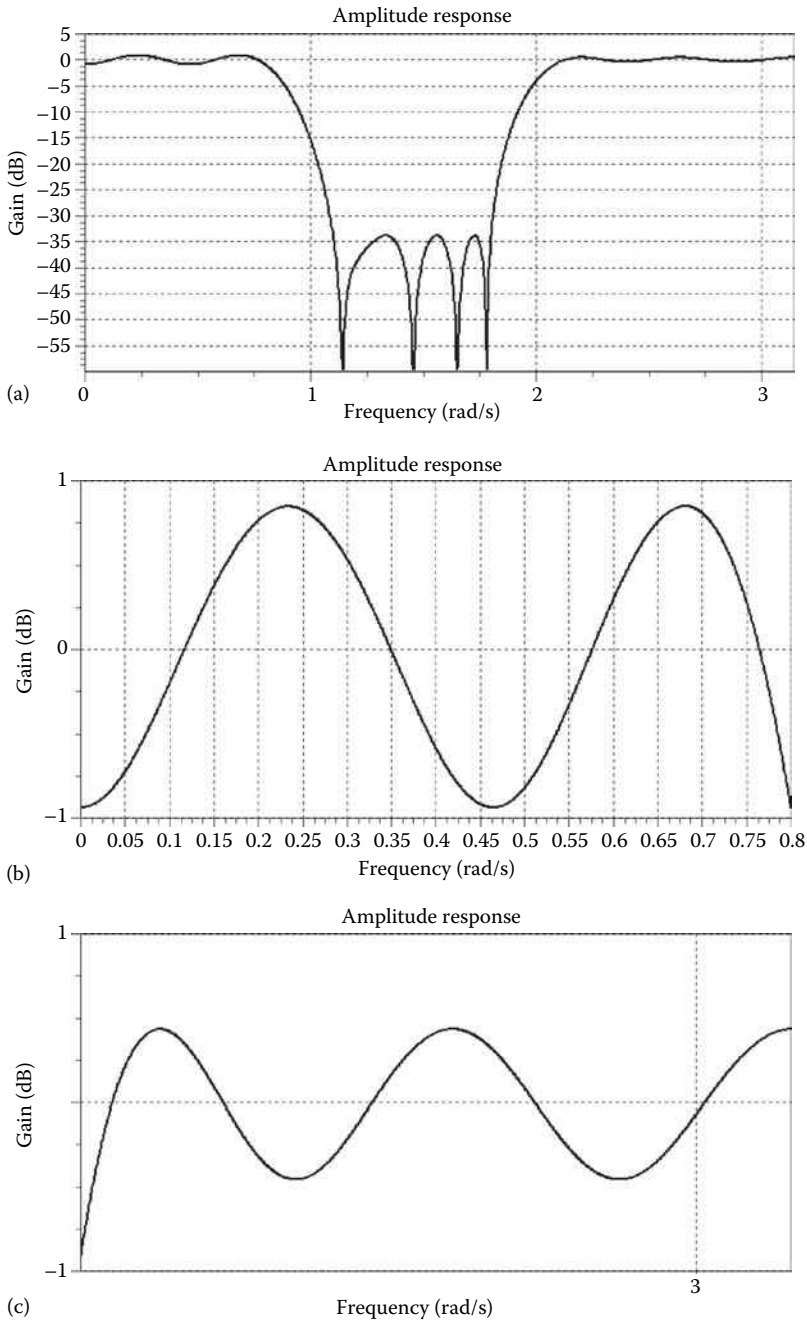 Amplitude response
5
0
−5
−10
−15
−20
−25
−30
−35
−40
−45
−50
−55
Gain (dB)
0 1 2 3
(a)
Frequency (rad/s)
Amplitude response
1
0
−1
Gain (dB)
0 0.05 0.1 0.15 0.2 0.25 0.3 0.35 0.4 0.45 0.5 0.55 0.6 0.65 0.7 0.75 0.8
Frequency (rad/s)
(b)
Amplitude response
1
−1
Gain (dB)
3
(c)
Frequency (rad/s)